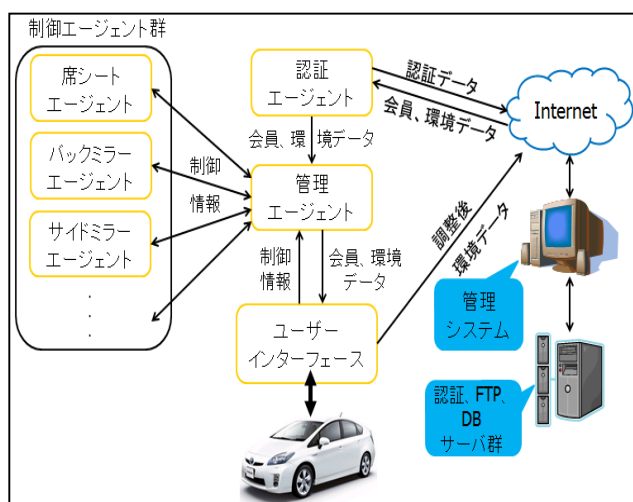 制御エージェント群
席シート
エージェント
バックミラー
エージェント
サイドミラー
エージェント
.
.
.
制御
情報
認証
エージェント
会員、環境データ
管理
エージェント
制御
情報
会員、環境
データ
ユーザー
インターフェース
認証データ
会員、環境データ
調整後
環境データ
Internet
管理
システム
認証、FTP、
DB
サーバ群